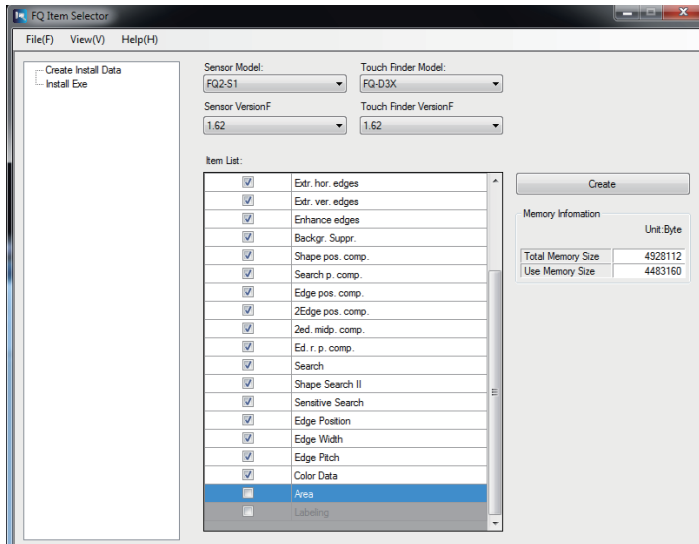 FQ Item Selector
File(F) View(V) Help(H)
Create Install Data
Install Exe
Sensor Model: Touch Finder Model:
FQ2-S1 FQ-D3X
Sensor VersionF Touch Finder VersionF
1.62 1.62
Item List:
Extr. hor. edges
Extr. ver. edges
Enhance edges
Backgr. Suppr.
Shape pos. comp.
Search p. comp.
Edge pos. comp.
2Edge pos. comp.
2ed. midp. comp.
Ed. r. p. comp.
Search
Shape Search II
Sensitive Search
Edge Position
Edge Width
Edge Pitch
Color Data
Area
Labeling
Create
Memory Infomation
Unit:Byte
Total Memory Size 4928112
Use Memory Size 4483160